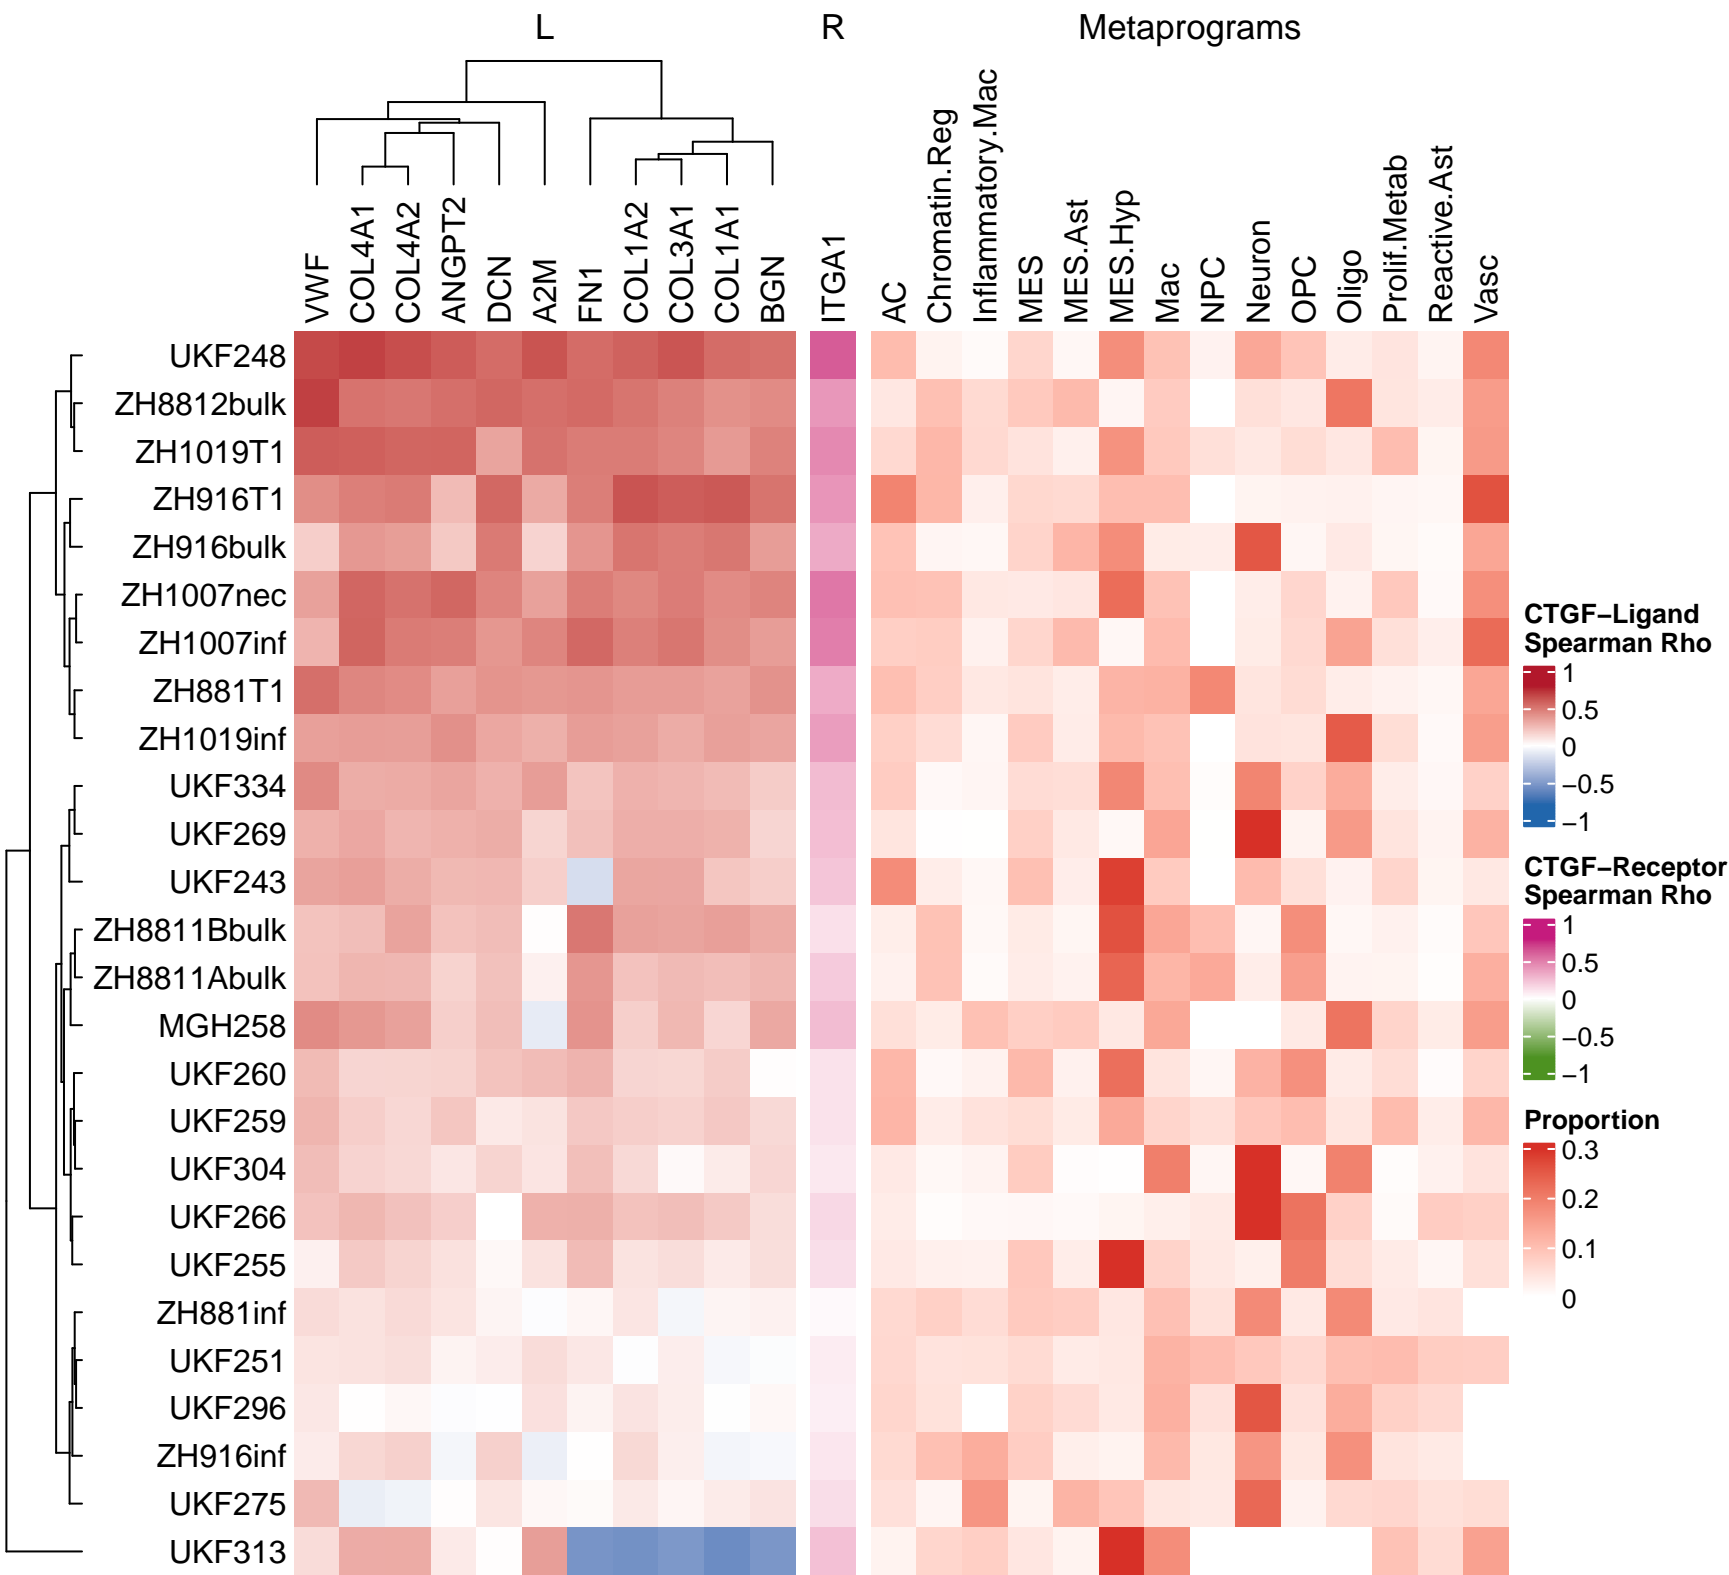 L R Metaprograms
VWF COL4A1 COL4A2 ANGPT2 DCN A2M FN1 COL1A2 COL3A1 COL1A1 BGN ITGA1 AC Chromatin.Reg Inflammatory.Mac MES MES.Ast MES.Hyp Mac NPC Neuron OPC Oligo Prolif.Metab Reactive.Ast Vasc
UKF248
ZH8812bulk
ZH1019T1
ZH916T1
ZH916bulk
ZH1007nec
ZH1007inf
ZH881T1
ZH1019inf
UKF334
UKF269
UKF243
ZH8811Bbulk
ZH8811Abulk
MGH258
UKF260
UKF259
UKF304
UKF266
UKF255
ZH881inf
UKF251
UKF296
ZH916inf
UKF275
UKF313
CTGF–Ligand
Spearman Rho
1
0.5
0
–0.5
–1
CTGF–Receptor
Spearman Rho
1
0.5
0
–0.5
–1
Proportion
0.3
0.2
0.1
0